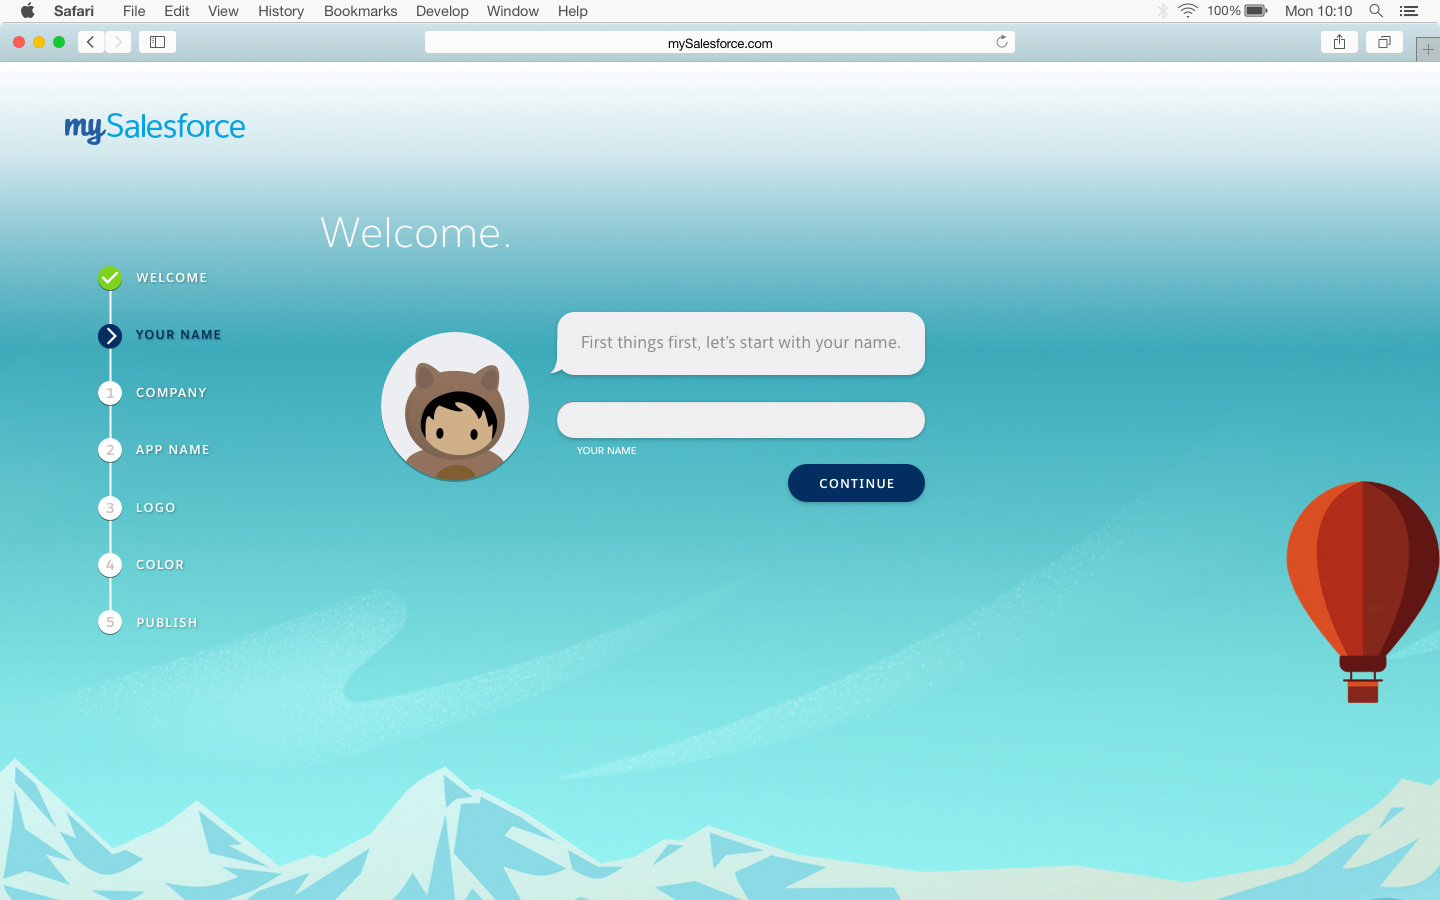 Safari File Edit View History Bookmarks Develop Window Help 100% Mon 10:10
mySalesforce.com
mySalesforce
Welcome.
WELCOME
YOUR NAME
1 COMPANY
2 APP NAME
3 LOGO
4 COLOR
5 PUBLISH
First things first, let's start with your name.
YOUR NAME
CONTINUE